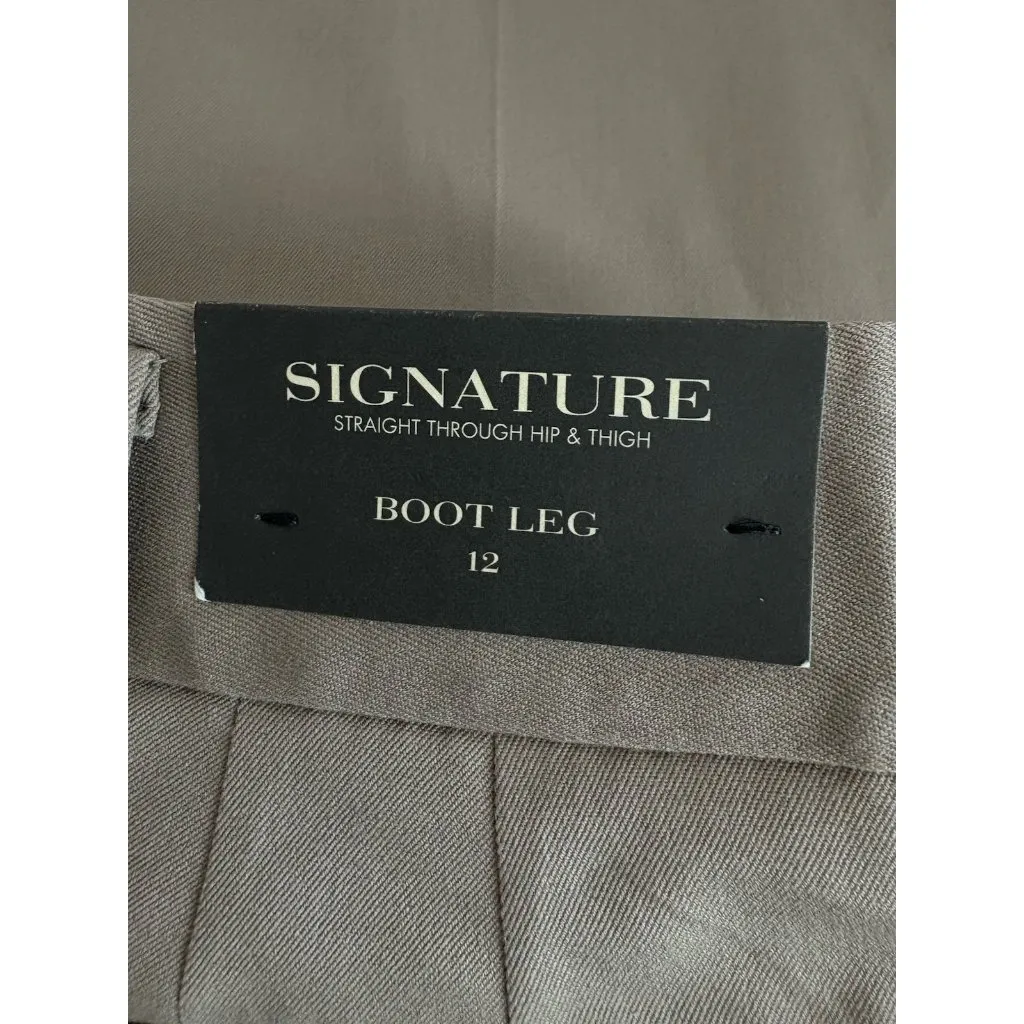 SIGNATURE
STRAIGHT THROUGH HIP & THIGH
BOOT LEG
12